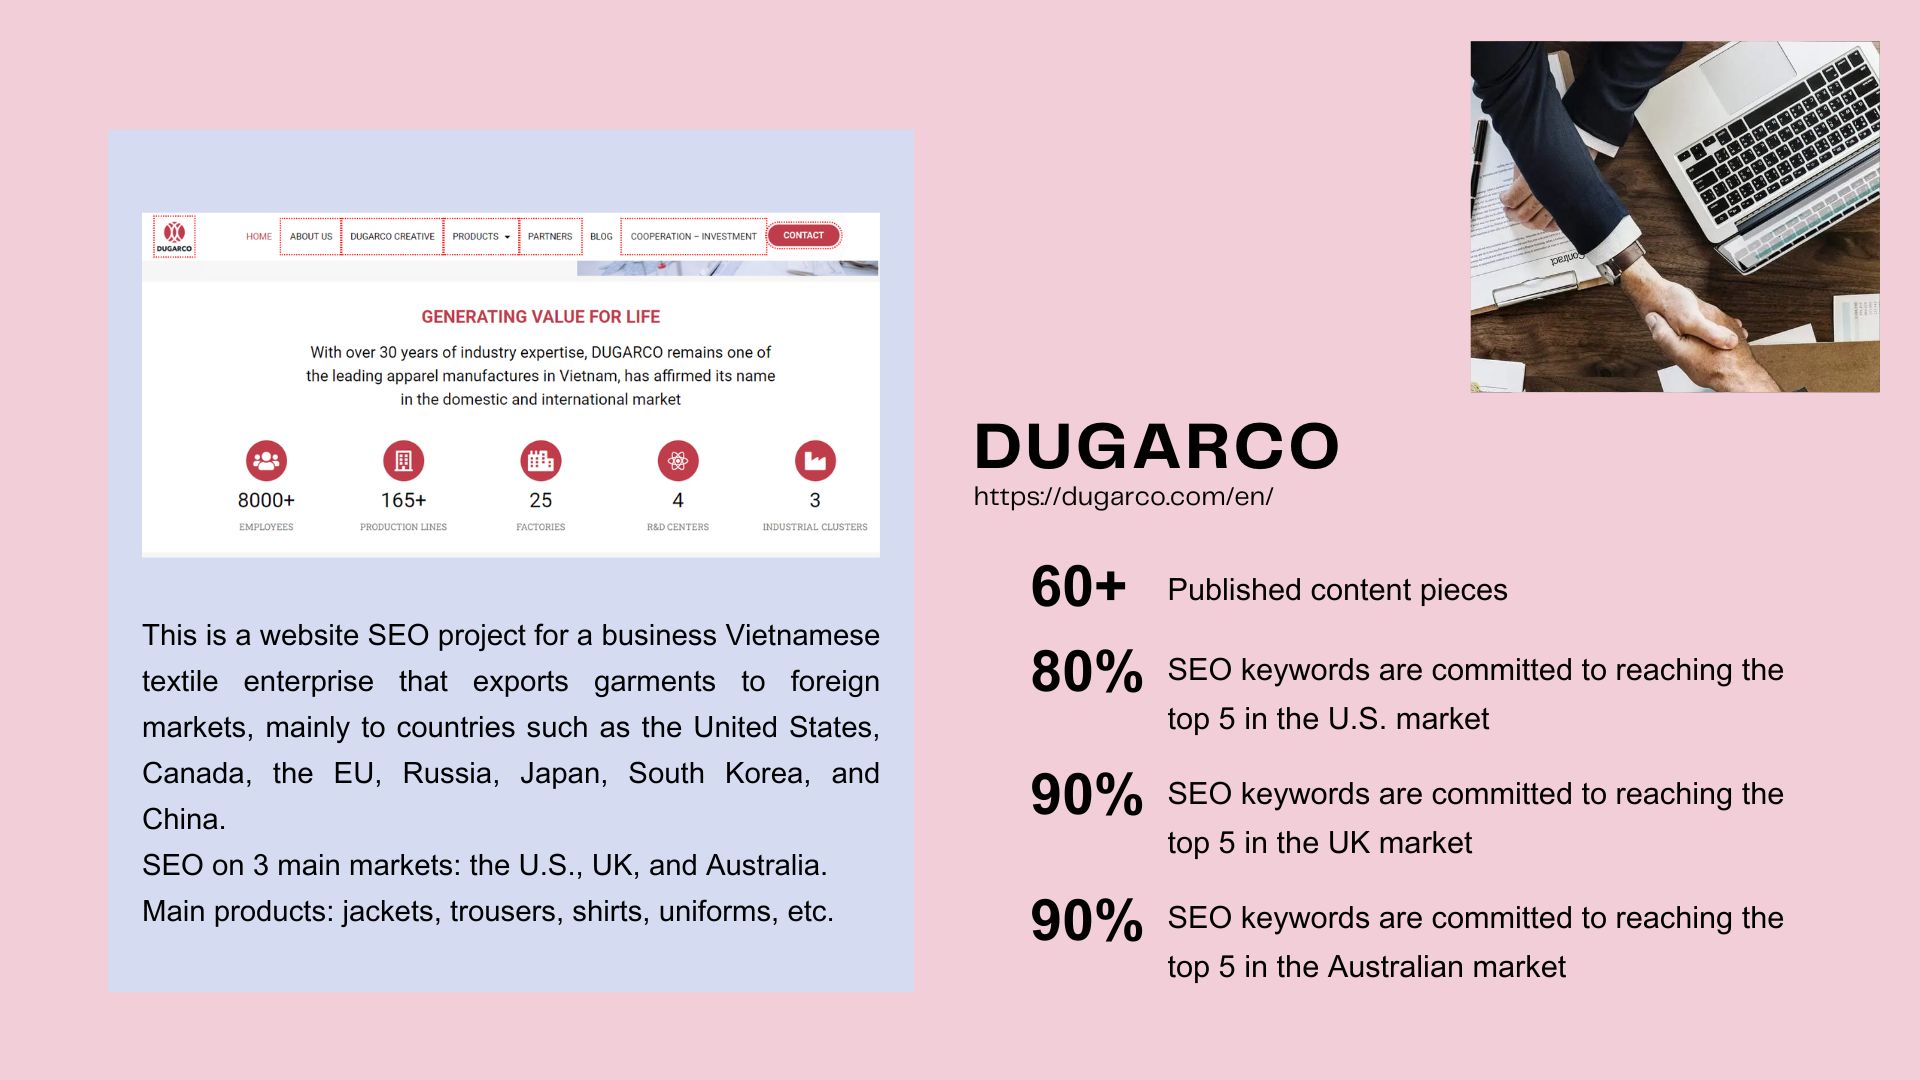 DUGARCO
HOME
ABOUT US
DUGARCO CREATIVE
PRODUCTS
PARTNERS
BLOG
COOPERATION – INVESTMENT
CONTACT
GENERATING VALUE FOR LIFE
With over 30 years of industry expertise, DUGARCO remains one of
the leading apparel manufactures in Vietnam, has affirmed its name
in the domestic and international market
8000+
EMPLOYEES
165+
PRODUCTION LINES
25
FACTORIES
4
R&D CENTERS
3
INDUSTRIAL CLUSTERS
This is a website SEO project for a business Vietnamese
textile enterprise that exports garments to foreign
markets, mainly to countries such as the United States,
Canada, the EU, Russia, Japan, South Korea, and
China.
SEO on 3 main markets: the U.S., UK, and Australia.
Main products: jackets, trousers, shirts, uniforms, etc.
Contract
DUGARCO
https://dugarco.com/en/
60+ Published content pieces
80% SEO keywords are committed to reaching the
top 5 in the U.S. market
90% SEO keywords are committed to reaching the
top 5 in the UK market
90% SEO keywords are committed to reaching the
top 5 in the Australian market